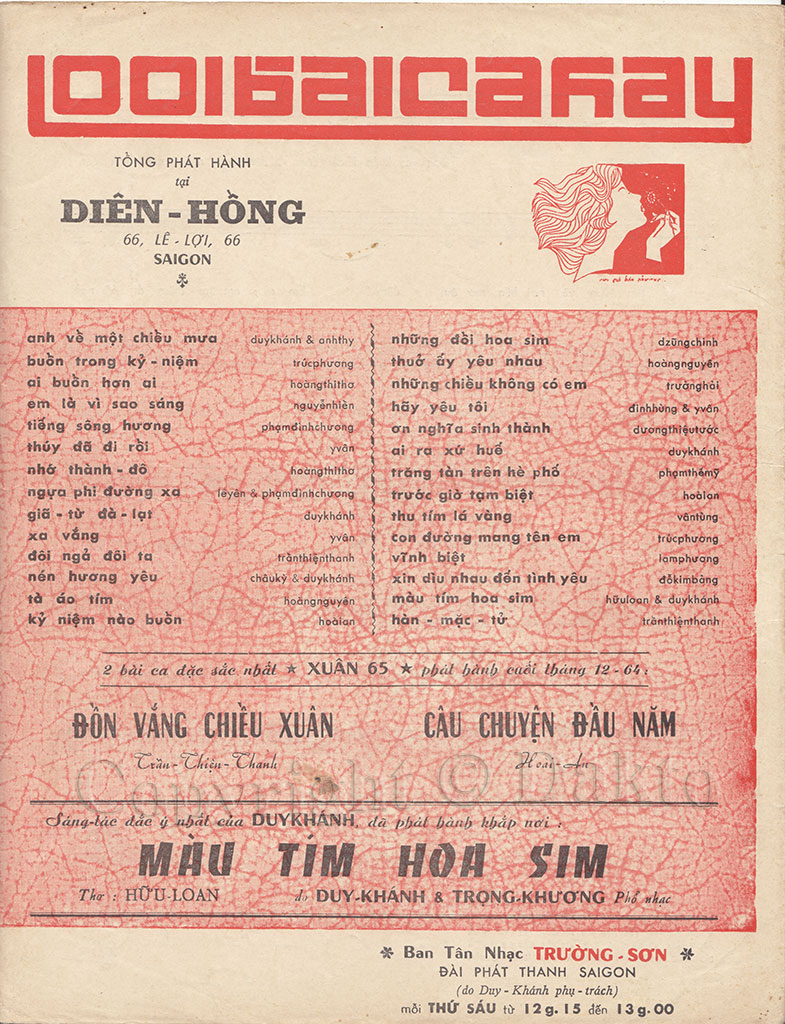 1001baicahay
TỔNG PHÁT HÀNH
tại
DIÊN-HỒNG
66, LÊ-LỢI, 66
SAIGON
anh về một chiều mưa duykhánh & anhthy
buồn trong kỷ-niệm trúcphương
ai buồn hơn ai hoàngthithơ
em là vì sao sáng nguyễnhiền
tiếng sông hương phạmđìnhchương
thúy đã đi rồi yvân
nhớ thành-đô hoàngthithơ
ngựa phi đường xa lêyên & phạmđìnhchương
giã-từ đà-lạt duykhánh
xa vắng yvân
đôi ngả đôi ta trầnthiệnthanh
nén hương yêu châukỳ & duykhánh
tà áo tím hoàngnguyên
kỷ niệm nào buồn hoàian
những đồi hoa sim dzũngchinh
thuở ấy yêu nhau hoàngnguyên
những chiều không có em trườnghải
hãy yêu tôi đinhhùng & yvân
ơn nghĩa sinh thành dươngthiệutước
ai ra xứ huế duykhánh
trăng tàn trên hè phố phạmthếmỹ
trước giờ tạm biệt hoàian
thu tím lá vàng văntùng
con đường mang tên em trúcphương
vĩnh biệt lamphương
xin dìu nhau đến tình yêu đỗkimbảng
màu tím hoa sim hữuloan & duykhánh
hàn-mặc-tử trầnthiệnthanh
2 bài ca đặc sắc nhất ★ XUÂN 65 ★ phát hành cuối tháng 12-64:
ĐỒN VẮNG CHIỀU XUÂN
Trần-Thiện-Thanh
CÂU CHUYỆN ĐẦU NĂM
Hoài-An
Copyright © Dakto
Sáng-tác đắc ý nhất của DUYKHÁNH, đã phát hành khắp nơi:
MÀU TÍM HOA SIM
Thơ: HỮU-LOAN do DUY-KHÁNH & TRỌNG-KHƯƠNG Phổ nhạc
* Ban Tân Nhạc TRƯỜNG-SƠN *
ĐÀI PHÁT THANH SAIGON
(do Duy-Khánh phụ-trách)
mỗi THỨ SÁU từ 12g.15 đến 13g.00